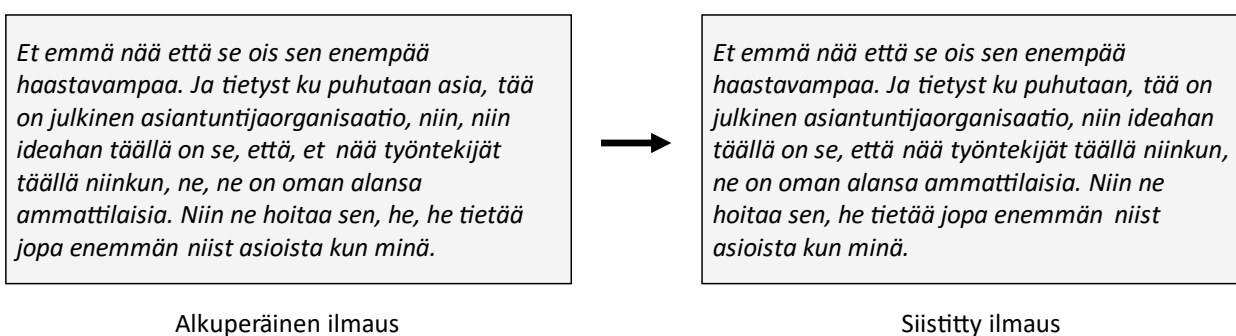 Et emmä nää että se ois sen enempää
haastavampaa. Ja tietyst ku puhutaan asia, tää
on julkinen asiantuntijaorganisaatio, niin, niin
ideahan täällä on se, että, et nää työntekijät
täällä niinkun, ne, ne on oman alansa
ammattilaisia. Niin ne hoitaa sen, he, he tietää
jopa enemmän niist asioista kun minä.
Alkuperäinen ilmaus
Et emmä nää että se ois sen enempää
haastavampaa. Ja tietyst ku puhutaan, tää on
julkinen asiantuntijaorganisaatio, niin ideahan
täällä on se, että nää työntekijät täällä niinkun,
ne on oman alansa ammattilaisia. Niin ne
hoitaa sen, he tietää jopa enemmän niist
asioista kun minä.
Siistitty ilmaus